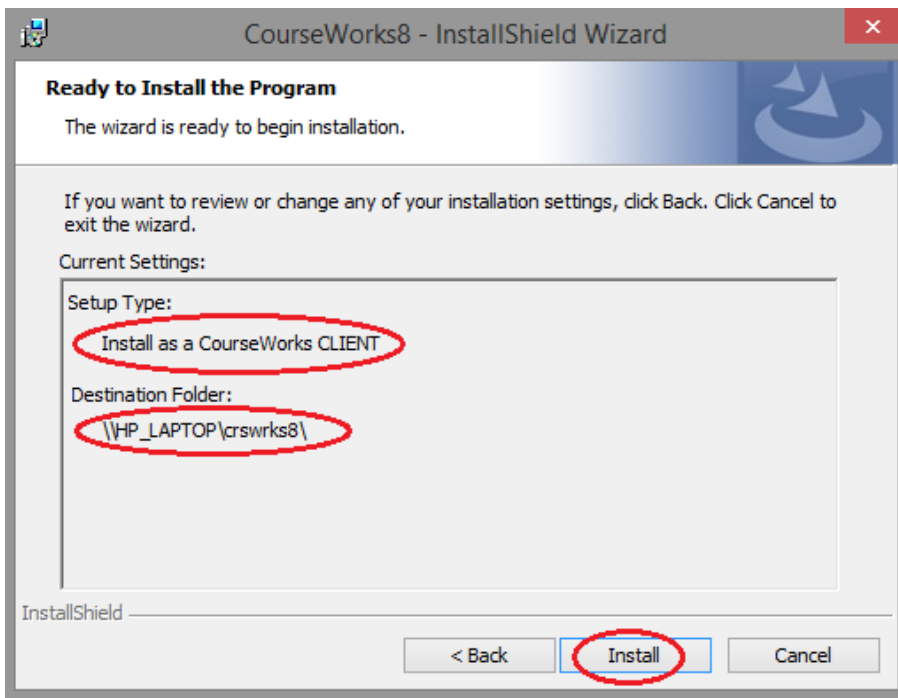 CourseWorks8 - InstallShield Wizard
Ready to Install the Program
The wizard is ready to begin installation.
If you want to review or change any of your installation settings, click Back. Click Cancel to
exit the wizard.
Current Settings:
Setup Type:
Install as a CourseWorks CLIENT
Destination Folder:
\\HP_LAPTOP\crswrks8\
InstallShield
< Back
Install
Cancel